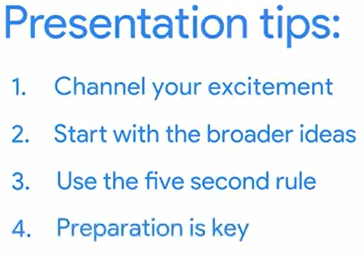 Presentation tips:
1. Channel your excitement
2. Start with the broader ideas
3. Use the five second rule
4. Preparation is key